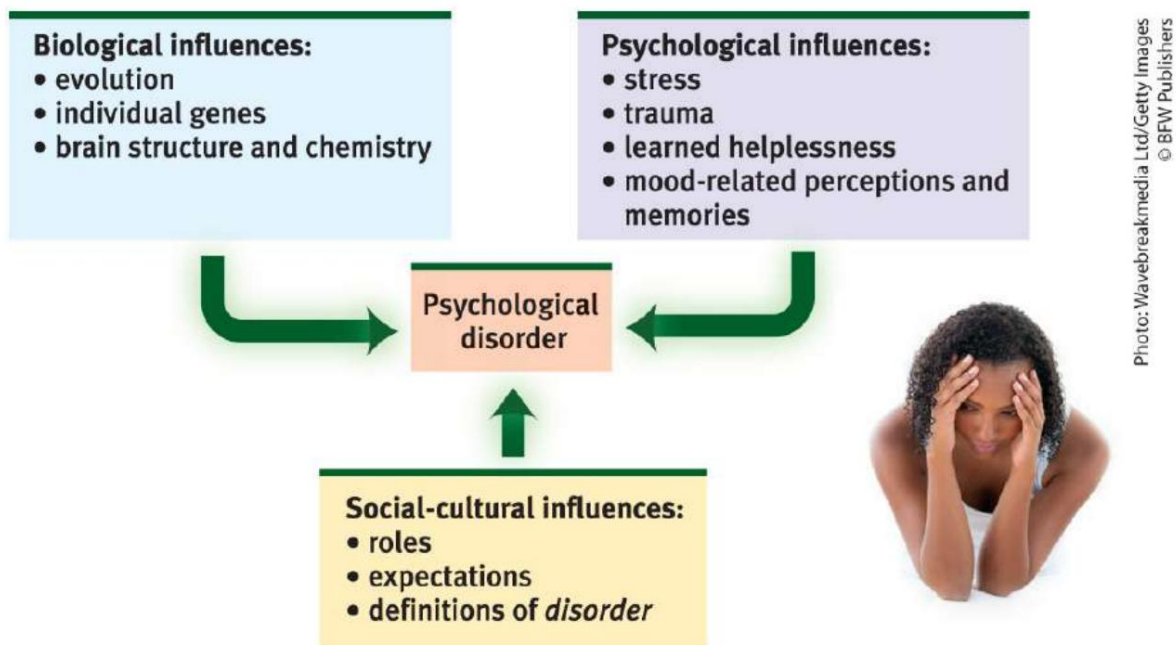 Biological influences:
• evolution
• individual genes
• brain structure and chemistry
Psychological influences:
• stress
• trauma
• learned helplessness
• mood-related perceptions and
memories
Psychological
disorder
Social-cultural influences:
• roles
• expectations
• definitions of disorder
Photo: Wavebreakmedia Ltd/Getty Images
© BFW Publishers